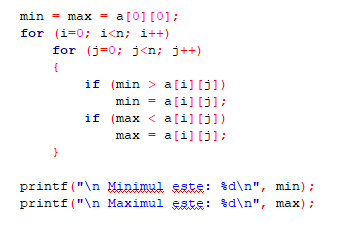 min = max = a[0][0];
for (i=0; i<n; i++)
    for (j=0; j<n; j++)
    {
        if (min > a[i][j])
            min = a[i][j];
        if (max < a[i][j])
            max = a[i][j];
    }
printf("\n Minimul este: %d\n", min);
printf("\n Maximul este: %d\n", max);